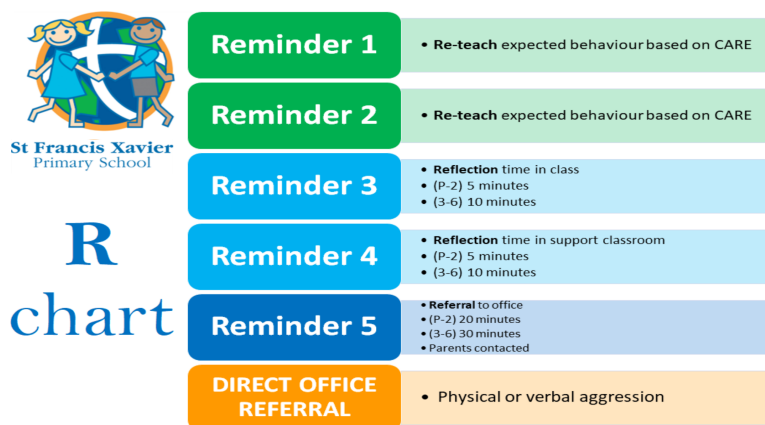 St Francis Xavier
Primary School
R
chart
Reminder 1
• Re-teach expected behaviour based on CARE
Reminder 2
• Re-teach expected behaviour based on CARE
Reminder 3
• Reflection time in class
• (P-2) 5 minutes
• (3-6) 10 minutes
Reminder 4
• Reflection time in support classroom
• (P-2) 5 minutes
• (3-6) 10 minutes
Reminder 5
• Referral to office
• (P-2) 20 minutes
• (3-6) 30 minutes
• Parents contacted
DIRECT OFFICE
REFERRAL
• Physical or verbal aggression